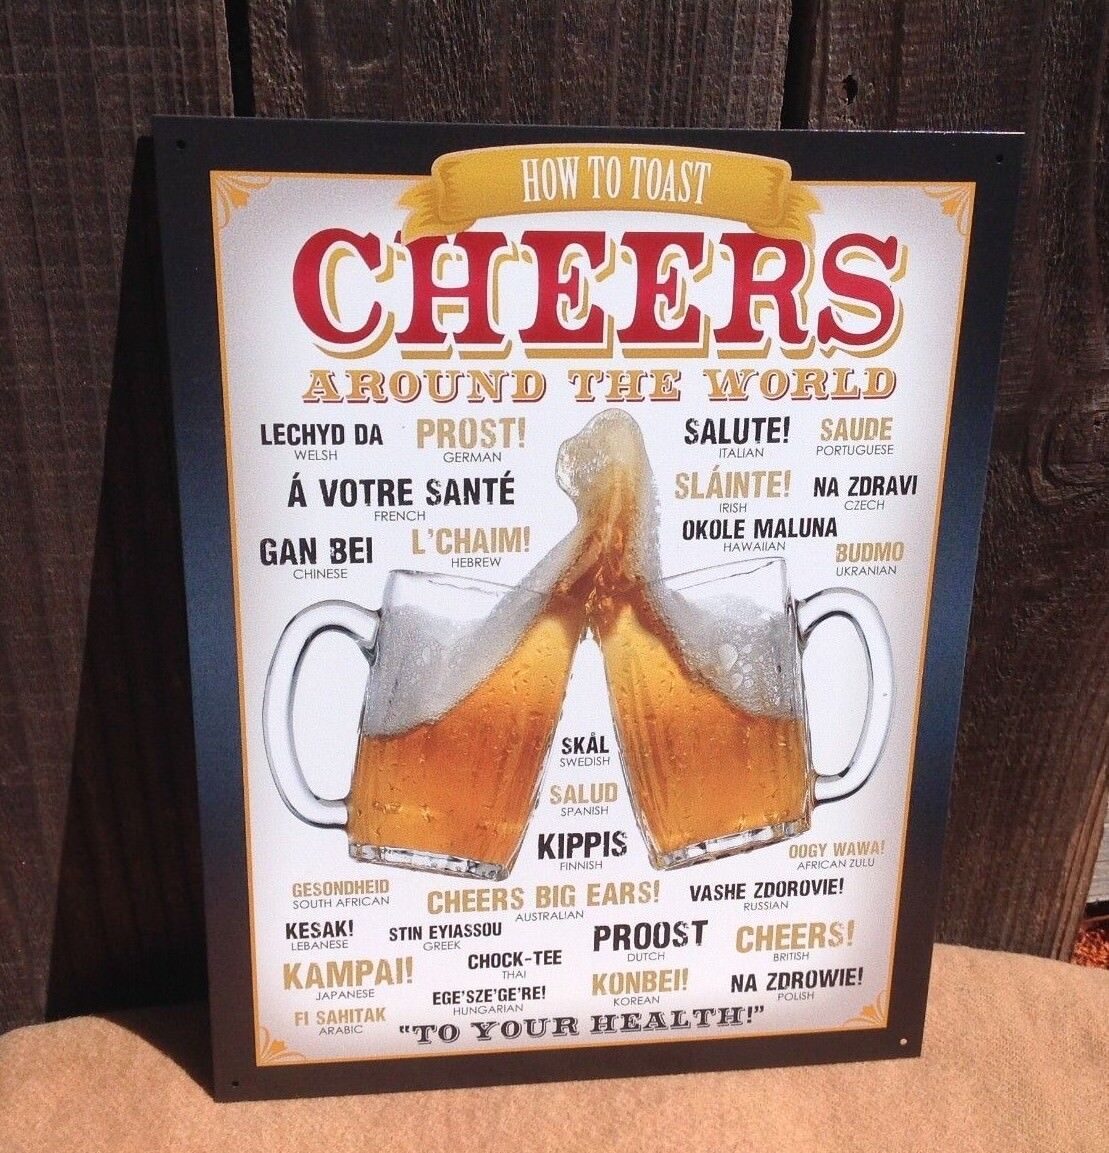 HOW TO TOAST
CHEERS
AROUND THE WORLD
LECHYD DA
WELSH
PROST!
GERMAN
SALUTE!
ITALIAN
SAUDE
PORTUGUESE
Á VOTRE SANTÉ
FRENCH
SLÁINTE!
IRISH
NA ZDRAVI
CZECH
GAN BEI
CHINESE
L'CHAIM!
HEBREW
OKOLE MALUNA
HAWAIIAN
BUDMO
UKRANIAN
SKÅL
SWEDISH
SALUD
SPANISH
KIPPIS
FINNISH
OOGY WAWA!
AFRICAN ZULU
GESONDHEID
SOUTH AFRICAN
CHEERS BIG EARS!
AUSTRALIAN
VASHE ZDOROVIE!
RUSSIAN
KESAK!
LEBANESE
STIN EYIASSOU
GREEK
PROOST
DUTCH
CHEERS!
BRITISH
KAMPAI!
JAPANESE
CHOCK-TEE
THAI
KONBEI!
KOREAN
NA ZDROWIE!
POLISH
EGE'SZE'GE'RE!
HUNGARIAN
FI SAHITAK
ARABIC
"TO YOUR HEALTH!"